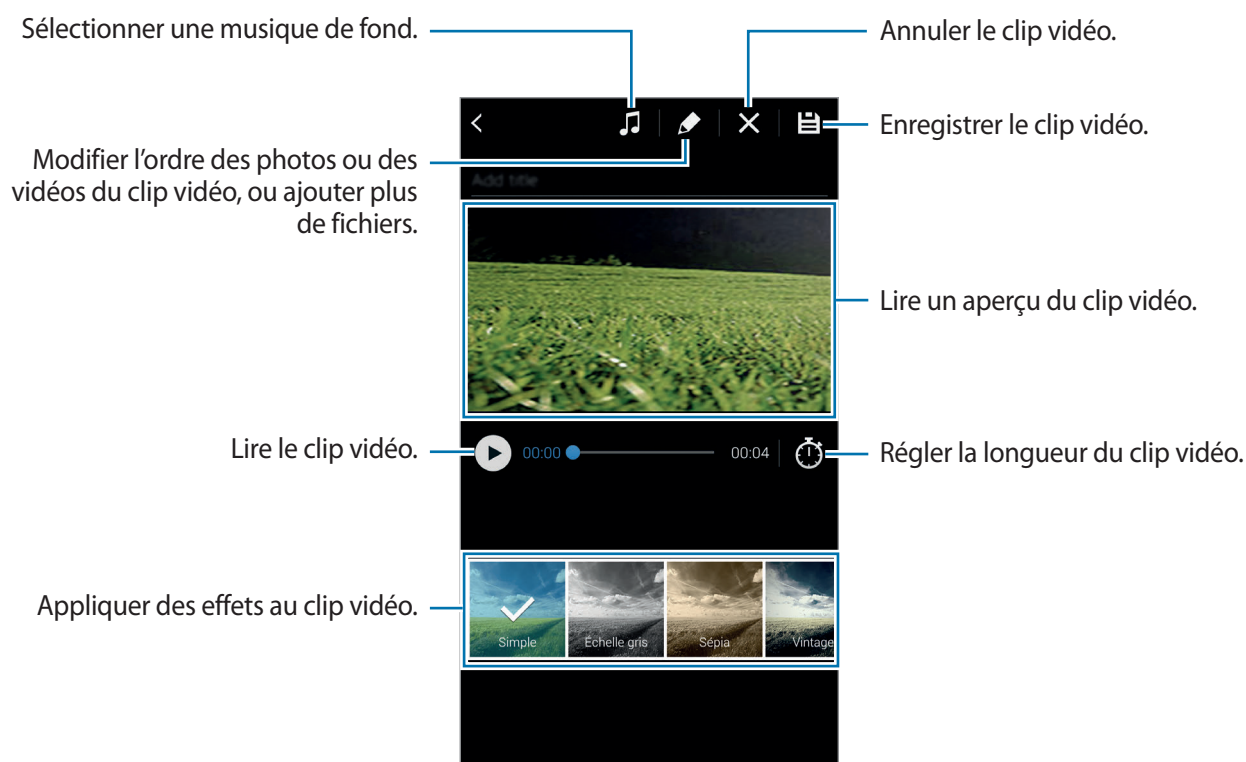 Sélectionner une musique de fond.
Annuler le clip vidéo.
Enregistrer le clip vidéo.
Modifier l'ordre des photos ou des
vidéos du clip vidéo, ou ajouter plus
de fichiers.
Add title
Lire un aperçu du clip vidéo.
Lire le clip vidéo.
00:00
00:04
Régler la longueur du clip vidéo.
Appliquer des effets au clip vidéo.
Simple
Echelle gris
Sépia
Vintage